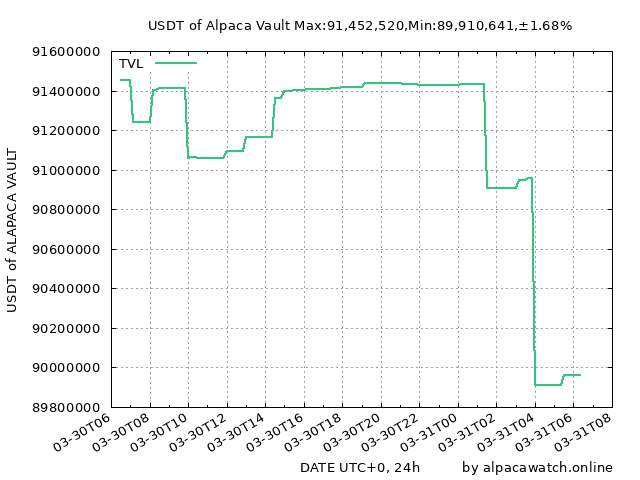 USDT of Alpaca Vault Max:91,452,520,Min:89,910,641,±1.68%
TVL
91600000
91400000
91200000
91000000
90800000
90600000
90400000
90200000
90000000
89800000
USDT of ALAPACA VAULT
03-30T06
03-30T08
03-30T10
03-30T12
03-30T14
03-30T16
03-30T18
03-30T20
03-30T22
03-31T00
03-31T02
03-31T04
03-31T06
03-31T08
DATE UTC+0, 24h
by alpacawatch.online